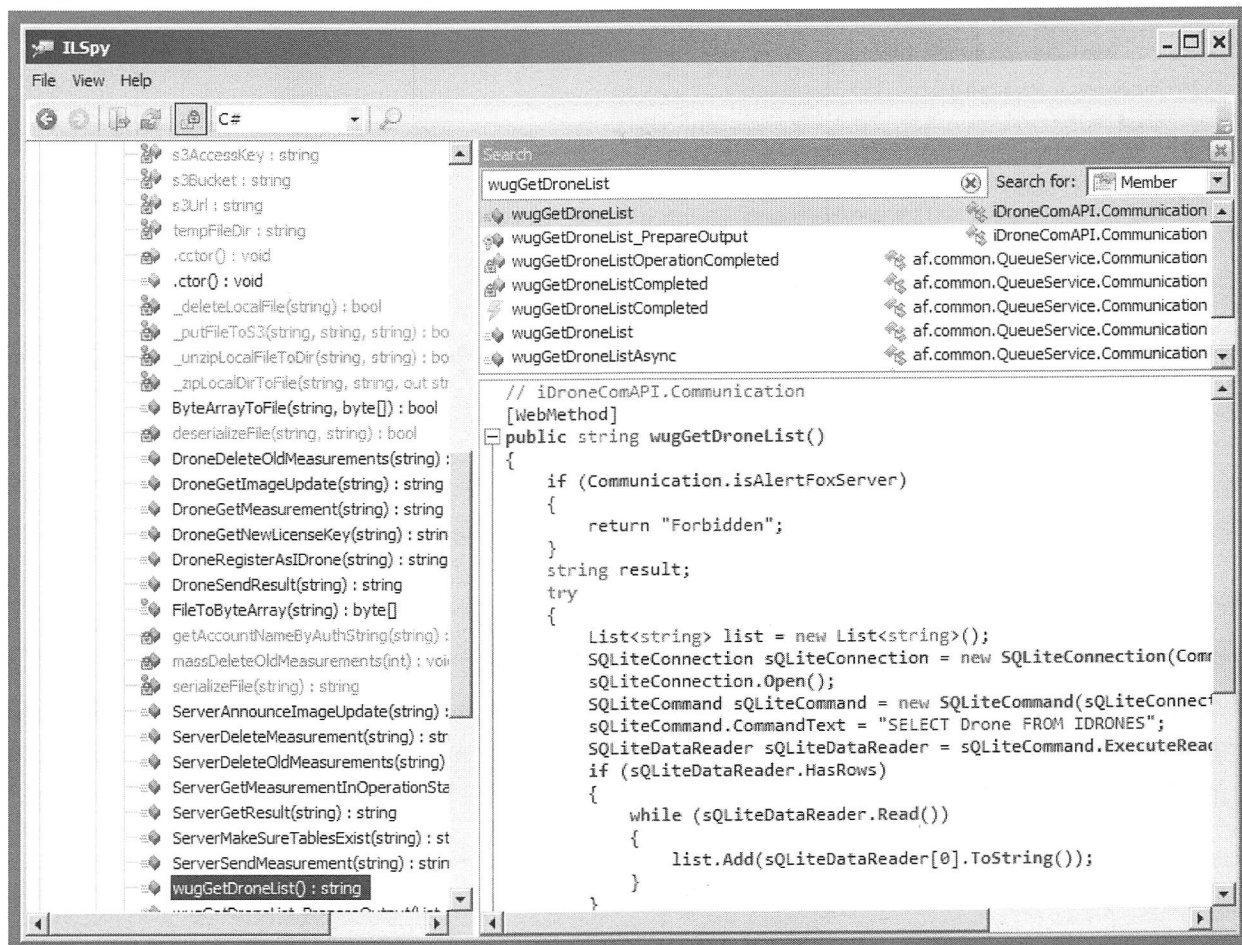 ILSpy
File View Help
C#
s3AccessKey : string
s3Bucket : string
s3Url : string
tempFileDir : string
.cctor() : void
.ctor() : void
_deleteLocalFile(string) : bool
_putFileToS3(string, string, string) : bo
_unzipLocalFileToDir(string, string) : bo
_zipLocalDirToFile(string, string, out str
ByteArrayToFile(string, byte[]) : bool
deserializeFile(string, string) : bool
DroneDeleteOldMeasurements(string) :
DroneGetImageUpdate(string) : string
DroneGetMeasurement(string) : string
DroneGetNewLicenseKey(string) : strin
DroneRegisterAsIDrone(string) : string
DroneSendResult(string) : string
FileToByteArray(string) : byte[]
getAccountNameByAuthString(string) :
massDeleteOldMeasurements(int) : voi
serializeFile(string) : string
ServerAnnounceImageUpdate(string) :
ServerDeleteMeasurement(string) : str
ServerDeleteOldMeasurements(string)
ServerGetMeasurementInOperationSta
ServerGetResult(string) : string
ServerMakeSureTablesExist(string) : st
ServerSendMeasurement(string) : strin
wugGetDroneList() : string
Search
wugGetDroneList Search for: Member
wugGetDroneList iDroneComAPI.Communication
wugGetDroneList_PrepareOutput iDroneComAPI.Communication
wugGetDroneListOperationCompleted af.common.QueueService.Communication
wugGetDroneListCompleted af.common.QueueService.Communication
wugGetDroneListCompleted af.common.QueueService.Communication
wugGetDroneList af.common.QueueService.Communication
wugGetDroneListAsync af.common.QueueService.Communication
// iDroneComAPI.Communication
[WebMethod]
public string wugGetDroneList()
{
if (Communication.isAlertFoxServer)
{
return "Forbidden";
}
string result;
try
{
List<string> list = new List<string>();
SQLiteConnection sQLiteConnection = new SQLiteConnection(Comm
sQLiteConnection.Open();
SQLiteCommand sQLiteCommand = new SQLiteCommand(sQLiteConnect
sQLiteCommand.CommandText = "SELECT Drone FROM IDRONES";
SQLiteDataReader sQLiteDataReader = sQLiteCommand.ExecuteRead
if (sQLiteDataReader.HasRows)
{
while (sQLiteDataReader.Read())
{
list.Add(sQLiteDataReader[0].ToString());
}
}